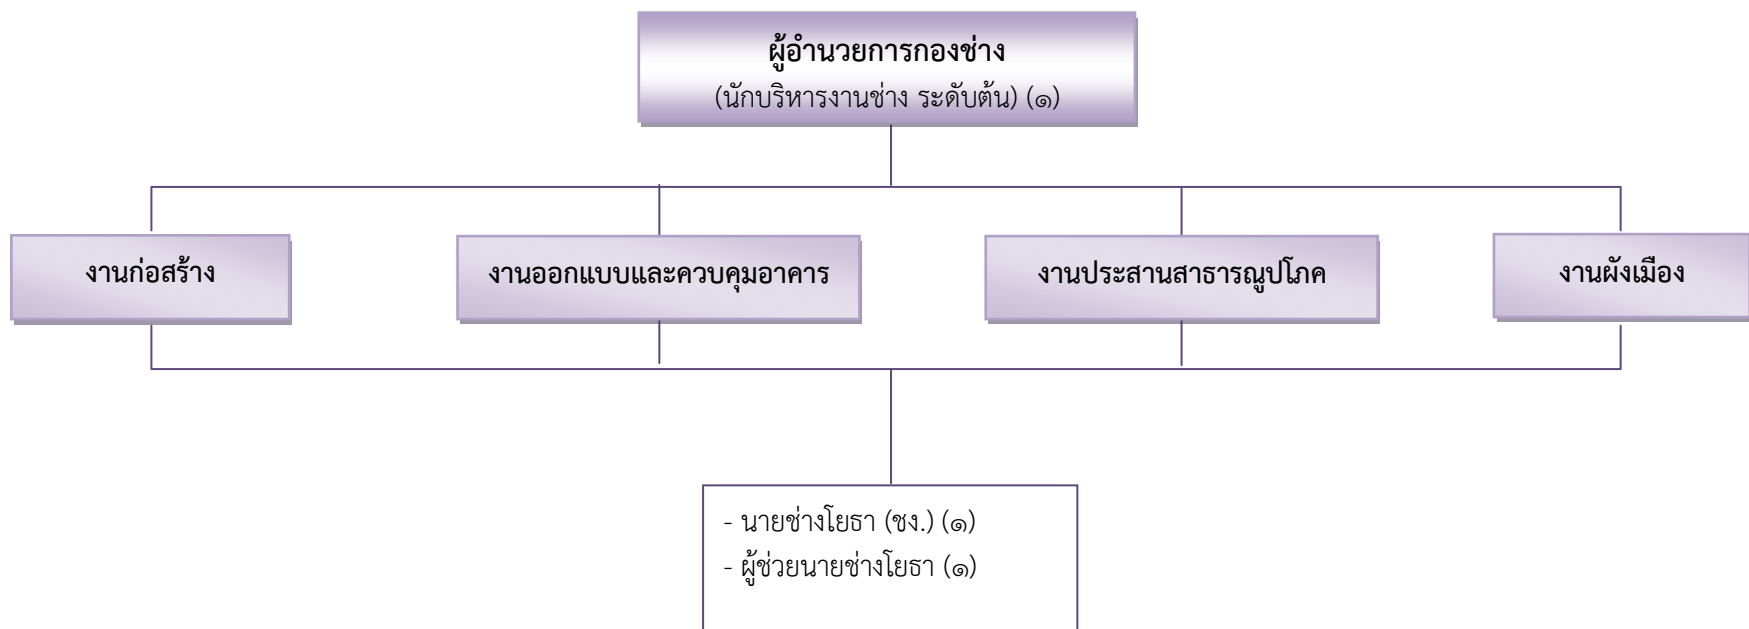 ผู้อำนวยการกองช่าง
(นักบริหารงานช่าง ระดับต้น) (๑)
งานก่อสร้าง
งานออกแบบและควบคุมอาคาร
งานประสานสาธารณูปโภค
งานผังเมือง
- นายช่างโยธา (ชง.) (๑)
- ผู้ช่วยนายช่างโยธา (๑)